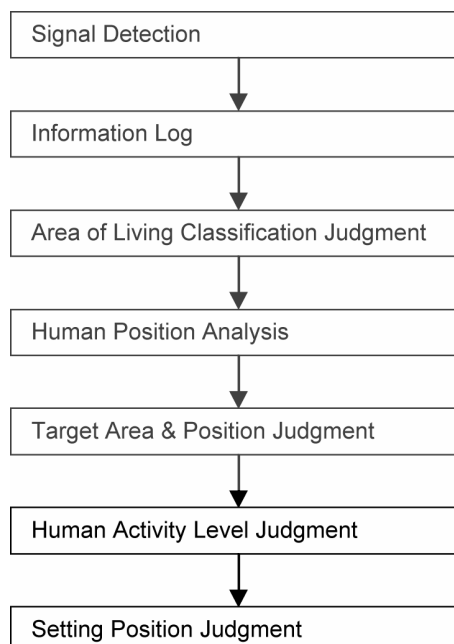 Signal Detection
Information Log
Area of Living Classification Judgment
Human Position Analysis
Target Area & Position Judgment
Human Activity Level Judgment
Setting Position Judgment